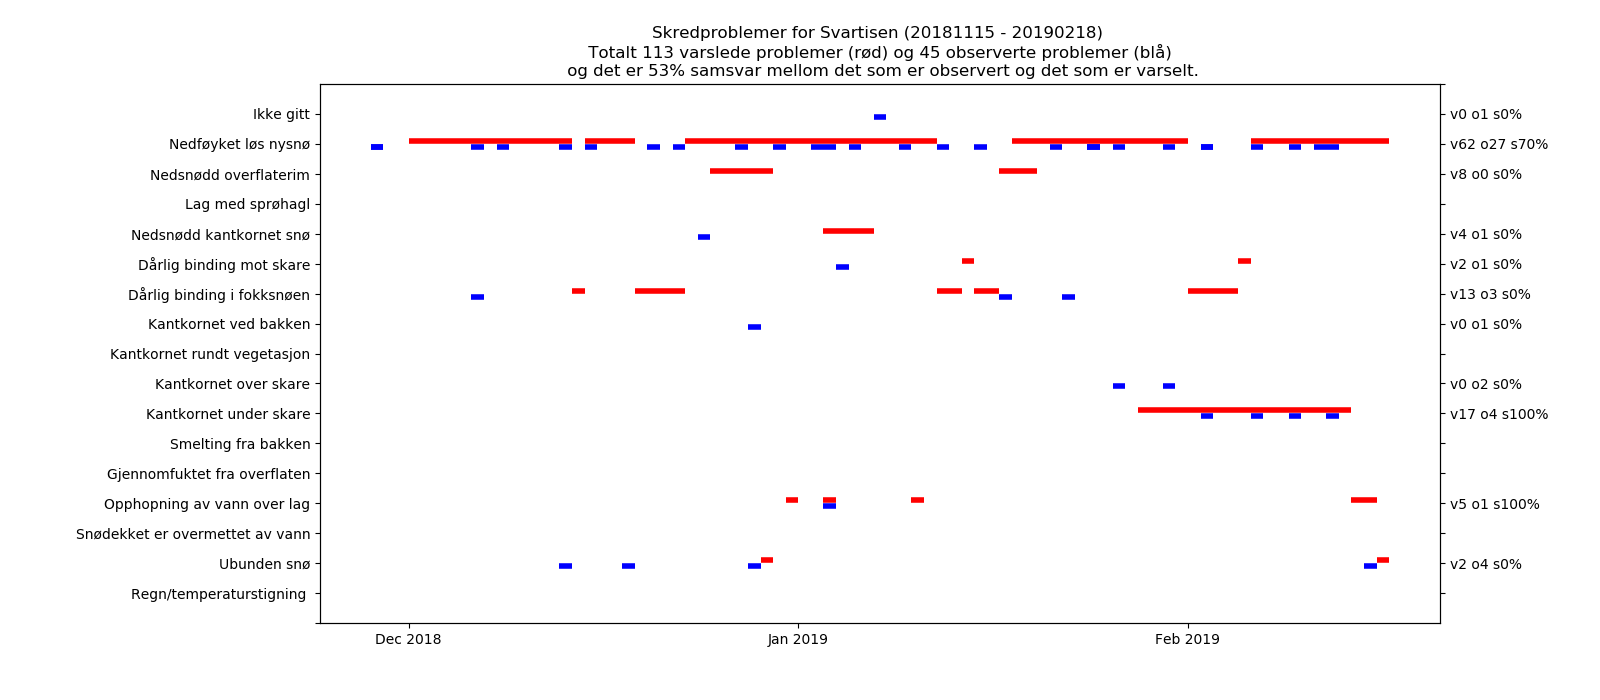 Skredproblemer for Svartisen (20181115 - 20190218)
Totalt 113 varslede problemer (rød) og 45 observerte problemer (blå)
og det er 53% samsvar mellom det som er observert og det som er varselt.
Ikke gitt v0 o1 s0%
Nedføyket løs nysnø v62 o27 s70%
Nedsnødd overflaterim v8 o0 s0%
Lag med sprøhagl
Nedsnødd kantkornet snø v4 o1 s0%
Dårlig binding mot skare v2 o1 s0%
Dårlig binding i fokksnøen v13 o3 s0%
Kantkornet ved bakken v0 o1 s0%
Kantkornet rundt vegetasjon
Kantkornet over skare v0 o2 s0%
Kantkornet under skare v17 o4 s100%
Smelting fra bakken
Gjennomfuktet fra overflaten
Opphopning av vann over lag v5 o1 s100%
Snødekket er overmettet av vann
Ubunden snø v2 o4 s0%
Regn/temperaturstigning
Dec 2018 Jan 2019 Feb 2019